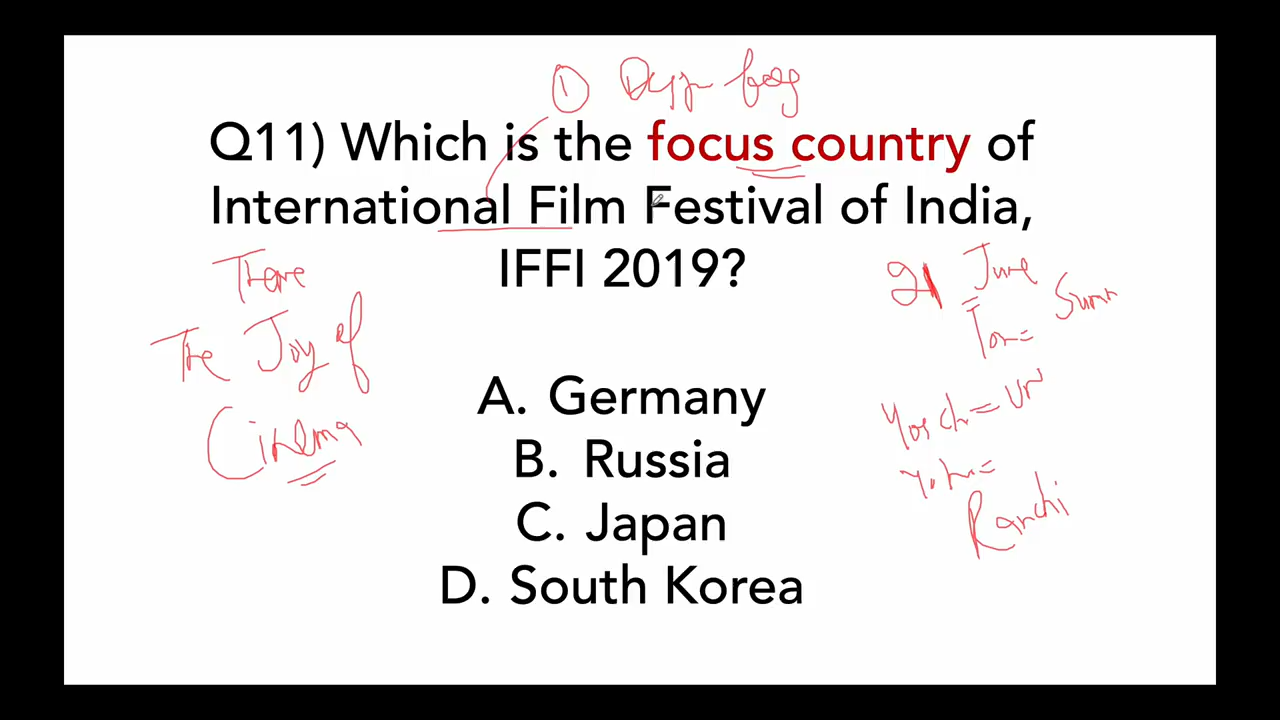 Q11) Which is the focus country of
International Film Festival of India,
IFFI 2019?
The Joy of
Cinema
21 June
A. Germany
B. Russia
C. Japan
D. South Korea
Ranchi